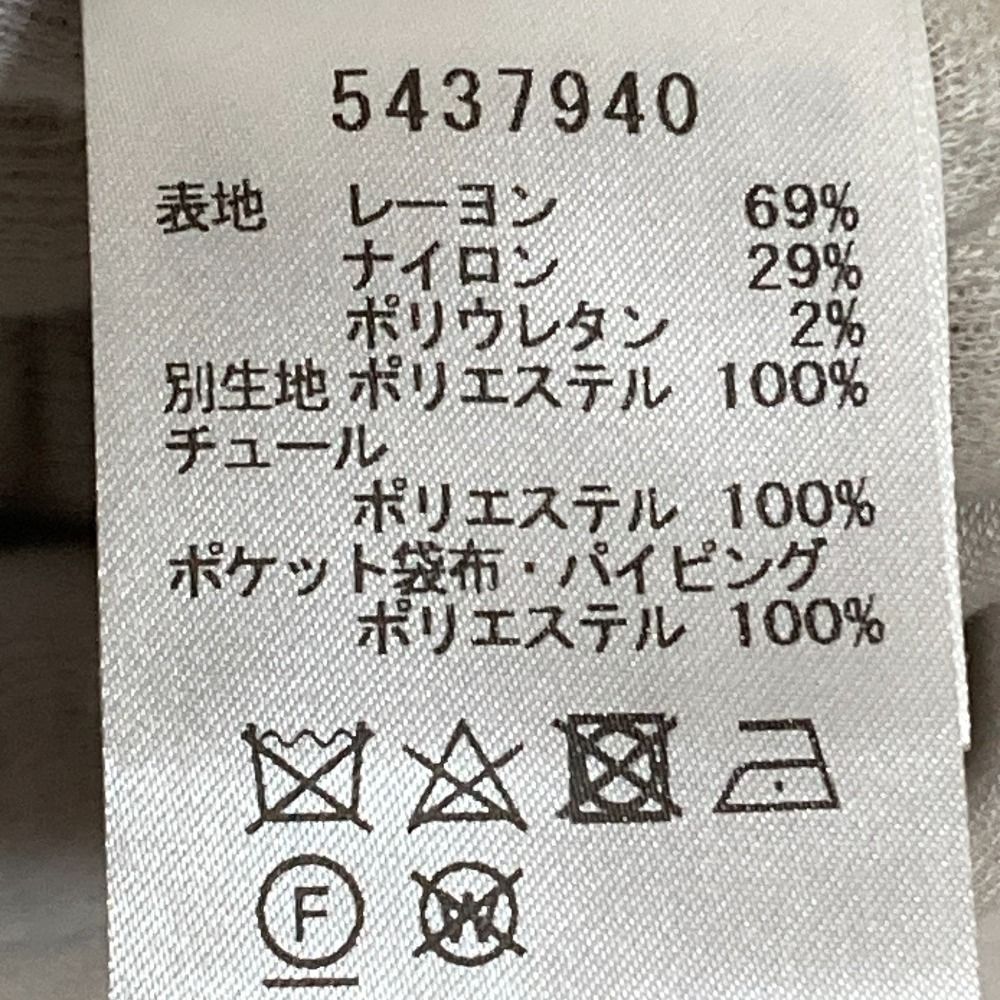 5437940
表地 レーヨン 69%
ナイロン 29%
ポリウレタン 2%
別生地 ポリエステル 100%
チュール
ポリエステル 100%
ポケット袋布・パイピング
ポリエステル 100%
F W